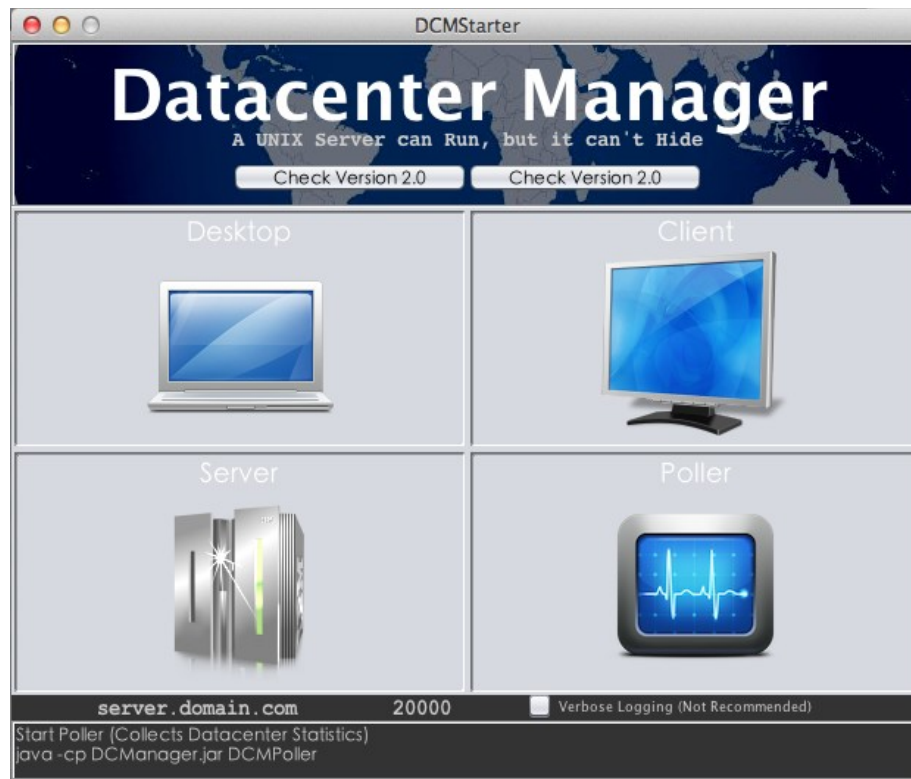 DCMStarter
Datacenter Manager
A UNIX Server can Run, but it can't Hide
Check Version 2.0
Check Version 2.0
Desktop
Client
Server
Poller
server.domain.com
20000
Verbose Logging (Not Recommended)
Start Poller (Collects Datacenter Statistics)
java -cp DCManager.jar DCMPoller